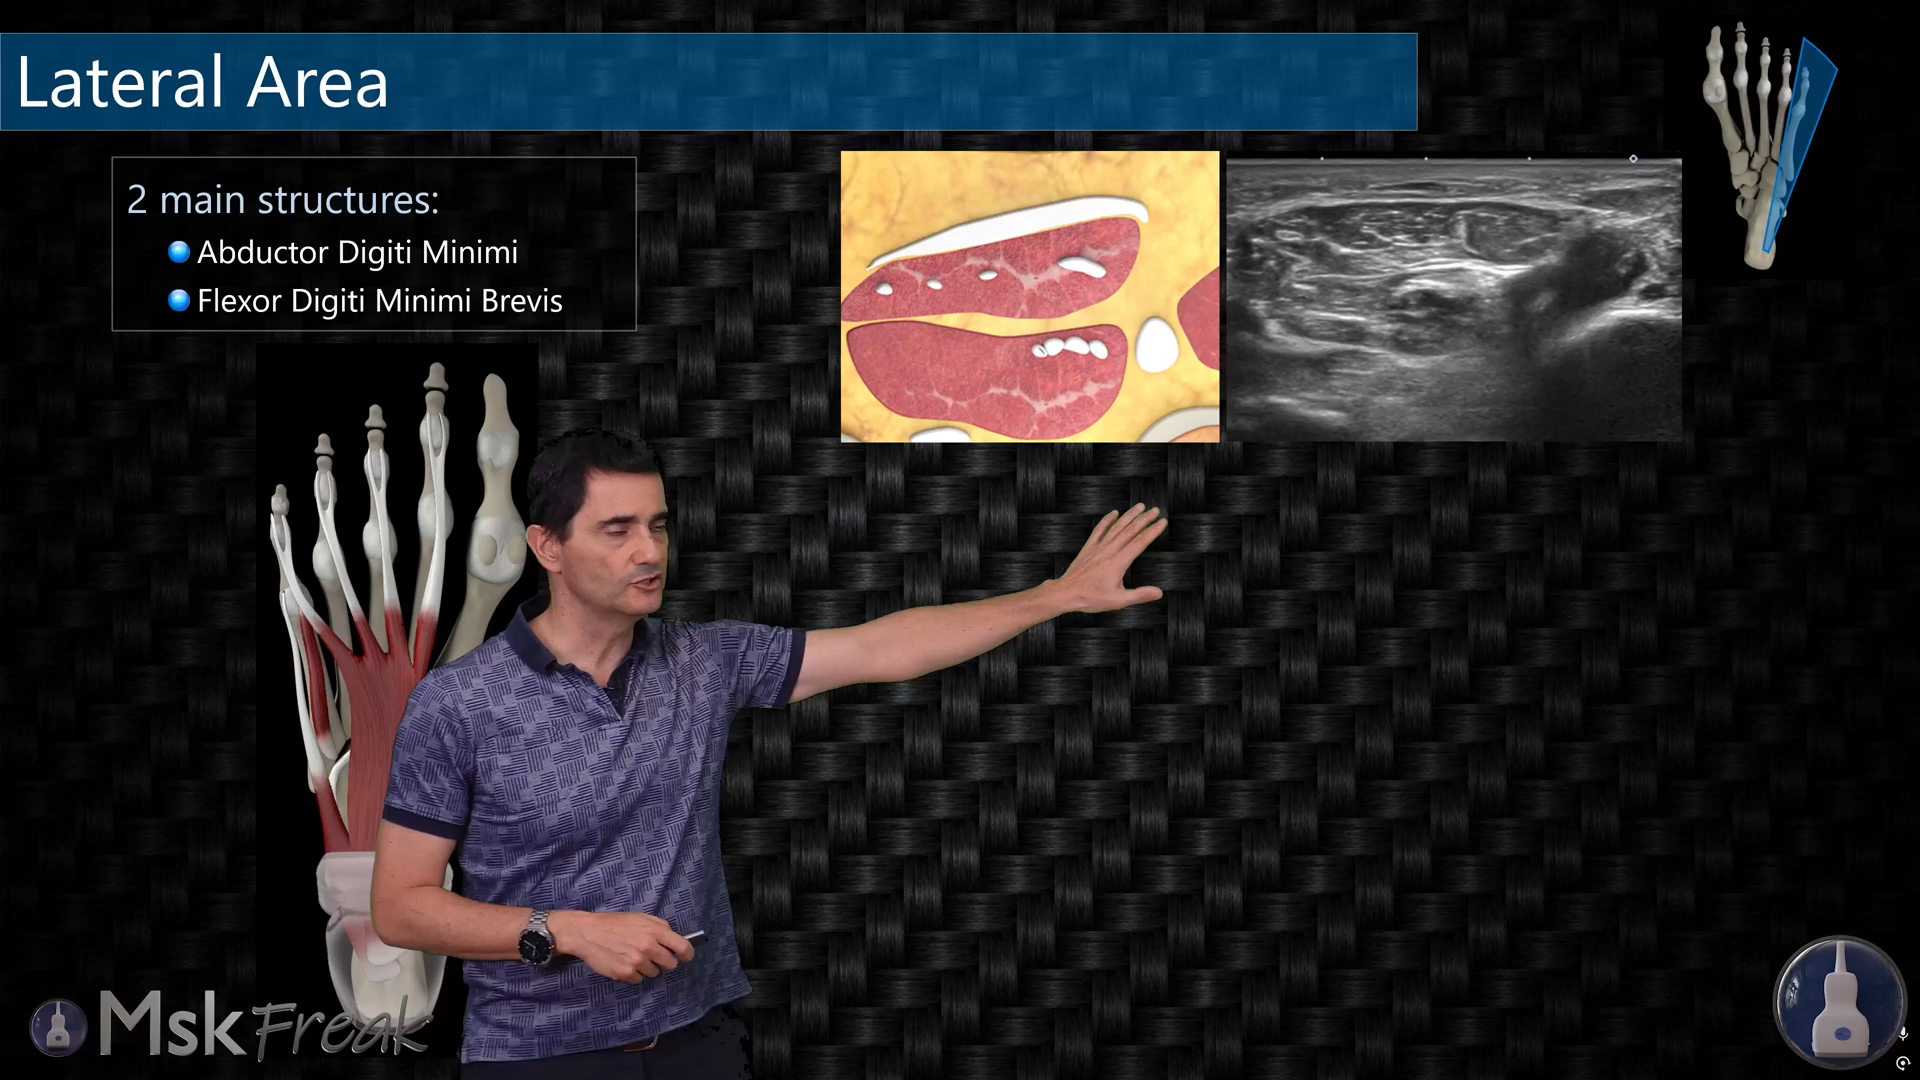 Lateral Area
2 main structures:
Abductor Digiti Minimi
Flexor Digiti Minimi Brevis
MskFreak